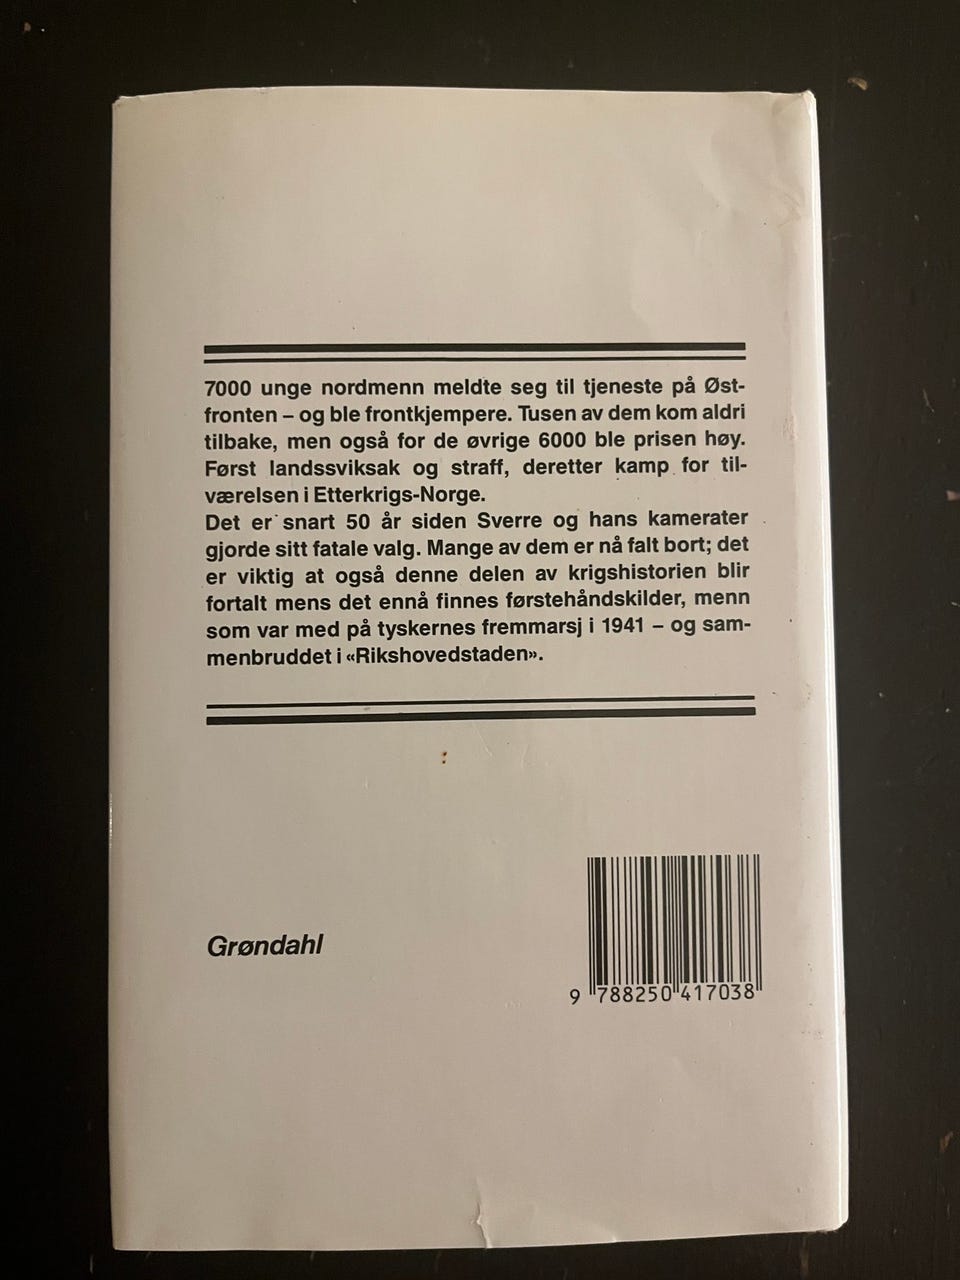 7000 unge nordmenn meldte seg til tjeneste på Øst-
fronten – og ble frontkjempere. Tusen av dem kom aldri
tilbake, men også for de øvrige 6000 ble prisen høy.
Først landssviksak og straff, deretter kamp for til-
værelsen i Etterkrigs-Norge.
Det er snart 50 år siden Sverre og hans kamerater
gjorde sitt fatale valg. Mange av dem er nå falt bort; det
er viktig at også denne delen av krigshistorien blir
fortalt mens det ennå finnes førstehåndskilder, menn
som var med på tyskernes fremmarsj i 1941 – og sam-
menbruddet i «Rikshovedstaden».
Grøndahl
9 788250 417038